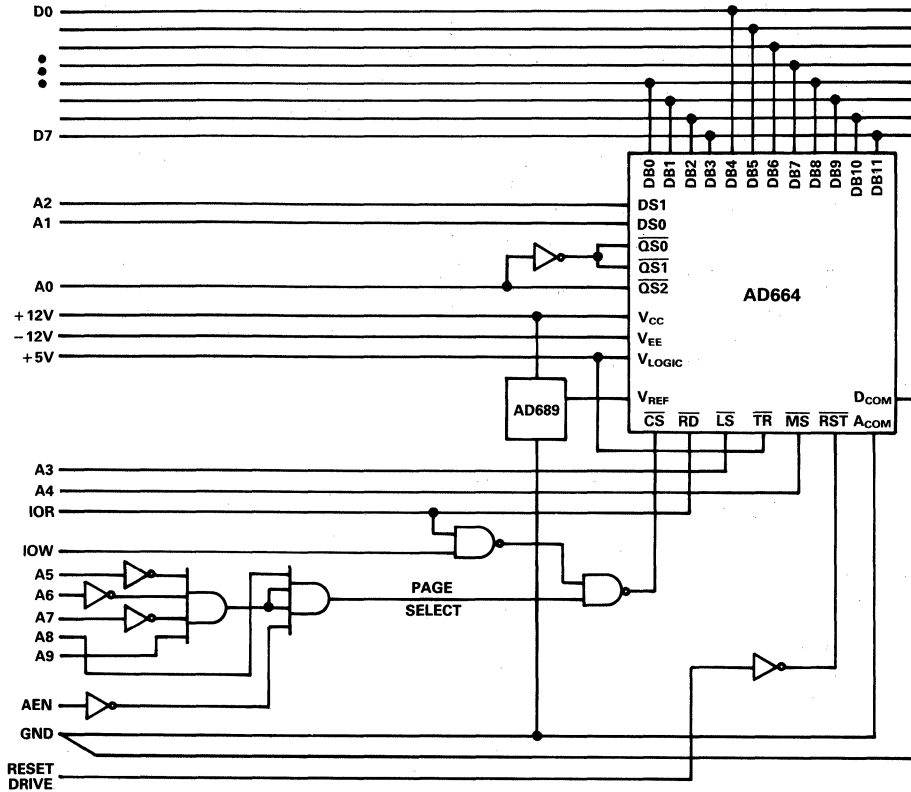 D0
D7
DB0 DB1 DB2 DB3 DB4 DB5 DB6 DB7 DB8 DB9 DB10 DB11
A2
DS1
A1
DS0
QS0
QS1
A0
QS2
AD664
+12V
VCC
−12V
VEE
+5V
VLOGIC
AD689
VREF
DCOM
CS RD LS TR MS RST ACOM
A3
A4
IOR
IOW
A5
A6
A7
A8
A9
PAGE
SELECT
AEN
GND
RESET
DRIVE